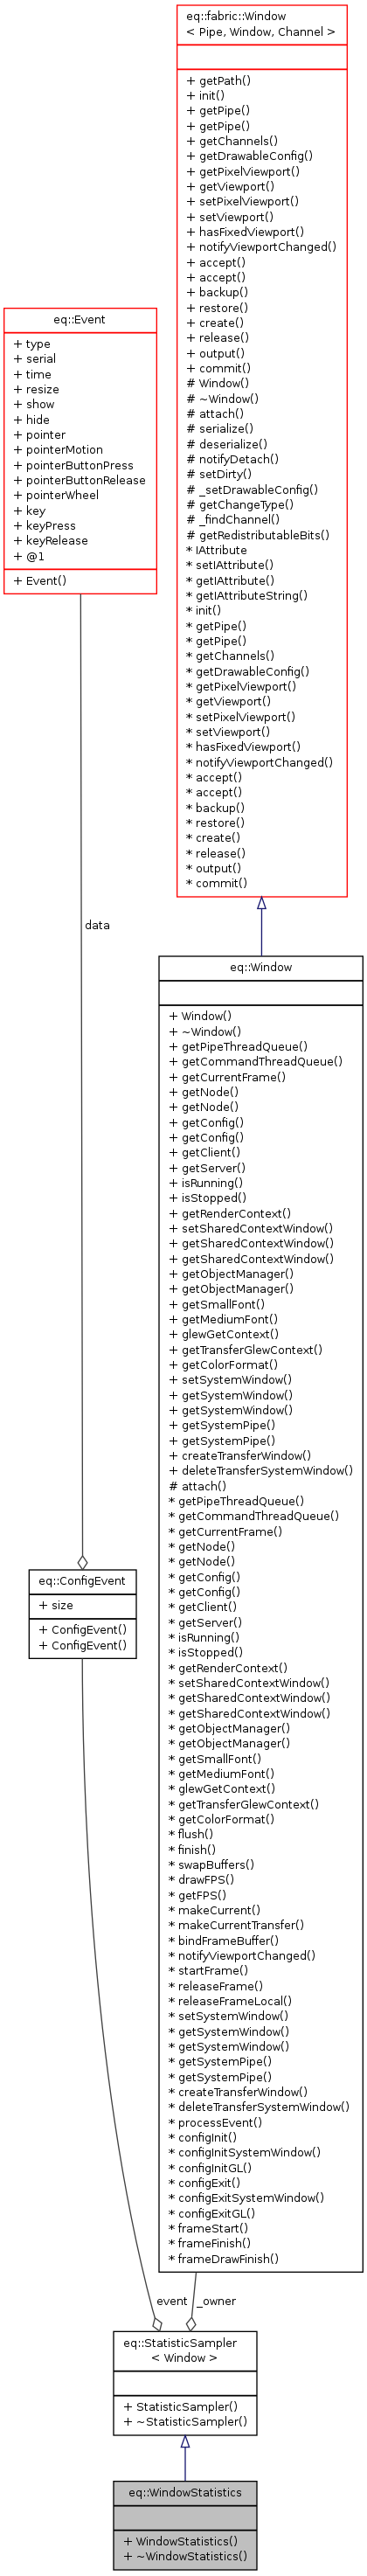 eq::fabric::Window
< Pipe, Window, Channel >
+ getPath()
+ init()
+ getPipe()
+ getPipe()
+ getChannels()
+ getDrawableConfig()
+ getPixelViewport()
+ getViewport()
+ setPixelViewport()
+ setViewport()
+ hasFixedViewport()
+ notifyViewportChanged()
+ accept()
+ accept()
+ backup()
+ restore()
+ create()
+ release()
+ output()
+ commit()
# Window()
# ~Window()
# attach()
# serialize()
# deserialize()
# notifyDetach()
# setDirty()
# _setDrawableConfig()
# getChangeType()
# _findChannel()
# getRedistributableBits()
* IAttribute
* setIAttribute()
* getIAttribute()
* getIAttributeString()
* init()
* getPipe()
* getPipe()
* getChannels()
* getDrawableConfig()
* getPixelViewport()
* getViewport()
* setPixelViewport()
* setViewport()
* hasFixedViewport()
* notifyViewportChanged()
* accept()
* accept()
* backup()
* restore()
* create()
* release()
* output()
* commit()
eq::Event
+ type
+ serial
+ time
+ resize
+ show
+ hide
+ pointer
+ pointerMotion
+ pointerButtonPress
+ pointerButtonRelease
+ pointerWheel
+ key
+ keyPress
+ keyRelease
+ @1
+ Event()
data
eq::Window
+ Window()
+ ~Window()
+ getPipeThreadQueue()
+ getCommandThreadQueue()
+ getCurrentFrame()
+ getNode()
+ getNode()
+ getConfig()
+ getConfig()
+ getClient()
+ getServer()
+ isRunning()
+ isStopped()
+ getRenderContext()
+ setSharedContextWindow()
+ getSharedContextWindow()
+ getSharedContextWindow()
+ getObjectManager()
+ getObjectManager()
+ getSmallFont()
+ getMediumFont()
+ glewGetContext()
+ getTransferGlewContext()
+ getColorFormat()
+ setSystemWindow()
+ getSystemWindow()
+ getSystemWindow()
+ getSystemPipe()
+ getSystemPipe()
+ createTransferWindow()
+ deleteTransferSystemWindow()
# attach()
* getPipeThreadQueue()
* getCommandThreadQueue()
* getCurrentFrame()
* getNode()
* getNode()
* getConfig()
* getConfig()
* getClient()
* getServer()
* isRunning()
* isStopped()
* getRenderContext()
* setSharedContextWindow()
* getSharedContextWindow()
* getSharedContextWindow()
* getObjectManager()
* getObjectManager()
* getSmallFont()
* getMediumFont()
* glewGetContext()
* getTransferGlewContext()
* getColorFormat()
* flush()
* finish()
* swapBuffers()
* drawFPS()
* getFPS()
* makeCurrent()
* makeCurrentTransfer()
* bindFrameBuffer()
* notifyViewportChanged()
* startFrame()
* releaseFrame()
* releaseFrameLocal()
* setSystemWindow()
* getSystemWindow()
* getSystemWindow()
* getSystemPipe()
* getSystemPipe()
* createTransferWindow()
* deleteTransferSystemWindow()
* processEvent()
* configInit()
* configInitSystemWindow()
* configInitGL()
* configExit()
* configExitSystemWindow()
* configExitGL()
* frameStart()
* frameFinish()
* frameDrawFinish()
eq::ConfigEvent
+ size
+ ConfigEvent()
+ ConfigEvent()
event
_owner
eq::StatisticSampler
< Window >
+ StatisticSampler()
+ ~StatisticSampler()
eq::WindowStatistics
+ WindowStatistics()
+ ~WindowStatistics()